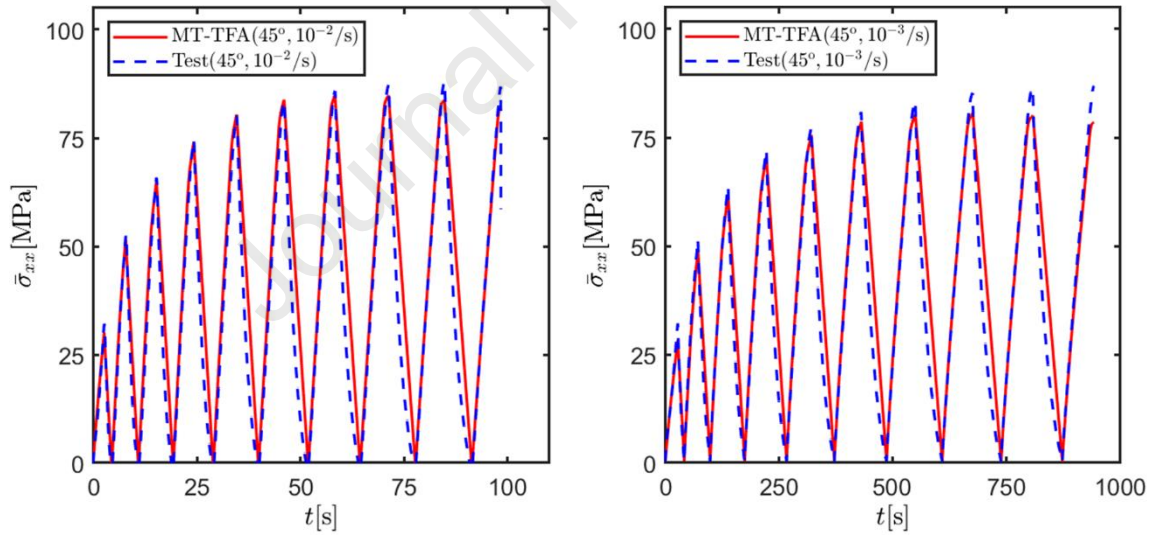 MT-TFA(45°, 10⁻²/s)
Test(45°, 10⁻²/s)
100
75
50
25
0
σ̄ₓₓ[MPa]
0 25 50 75 100
t[s]
MT-TFA(45°, 10⁻³/s)
Test(45°, 10⁻³/s)
100
75
50
25
0
σ̄ₓₓ[MPa]
0 250 500 750 1000
t[s]
Journal